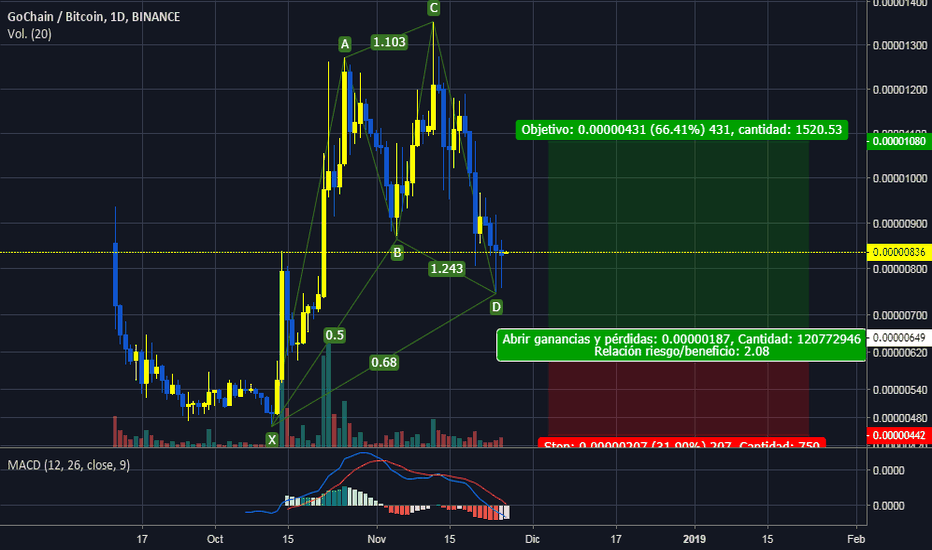 GoChain / Bitcoin, 1D, BINANCE
Vol. (20)
C
A
1.103
B
1.243
D
0.5
0.68
X
Objetivo: 0.00000431 (66.41%) 431, cantidad: 1520.53
Abrir ganancias y pérdidas: 0.00000187, Cantidad: 120772946
Relación riesgo/beneficio: 2.08
Stop: 0.00000207 (31.90%) 207, Cantidad: 750
0.00001400
0.00001300
0.00001200
0.00001080
0.00001000
0.00000900
0.00000836
0.00000800
0.00000700
0.00000649
0.00000620
0.00000540
0.00000480
0.00000442
MACD (12, 26, close, 9)
0.0000
0.0000
17
Oct
15
Nov
15
Dic
17
2019
15
Feb